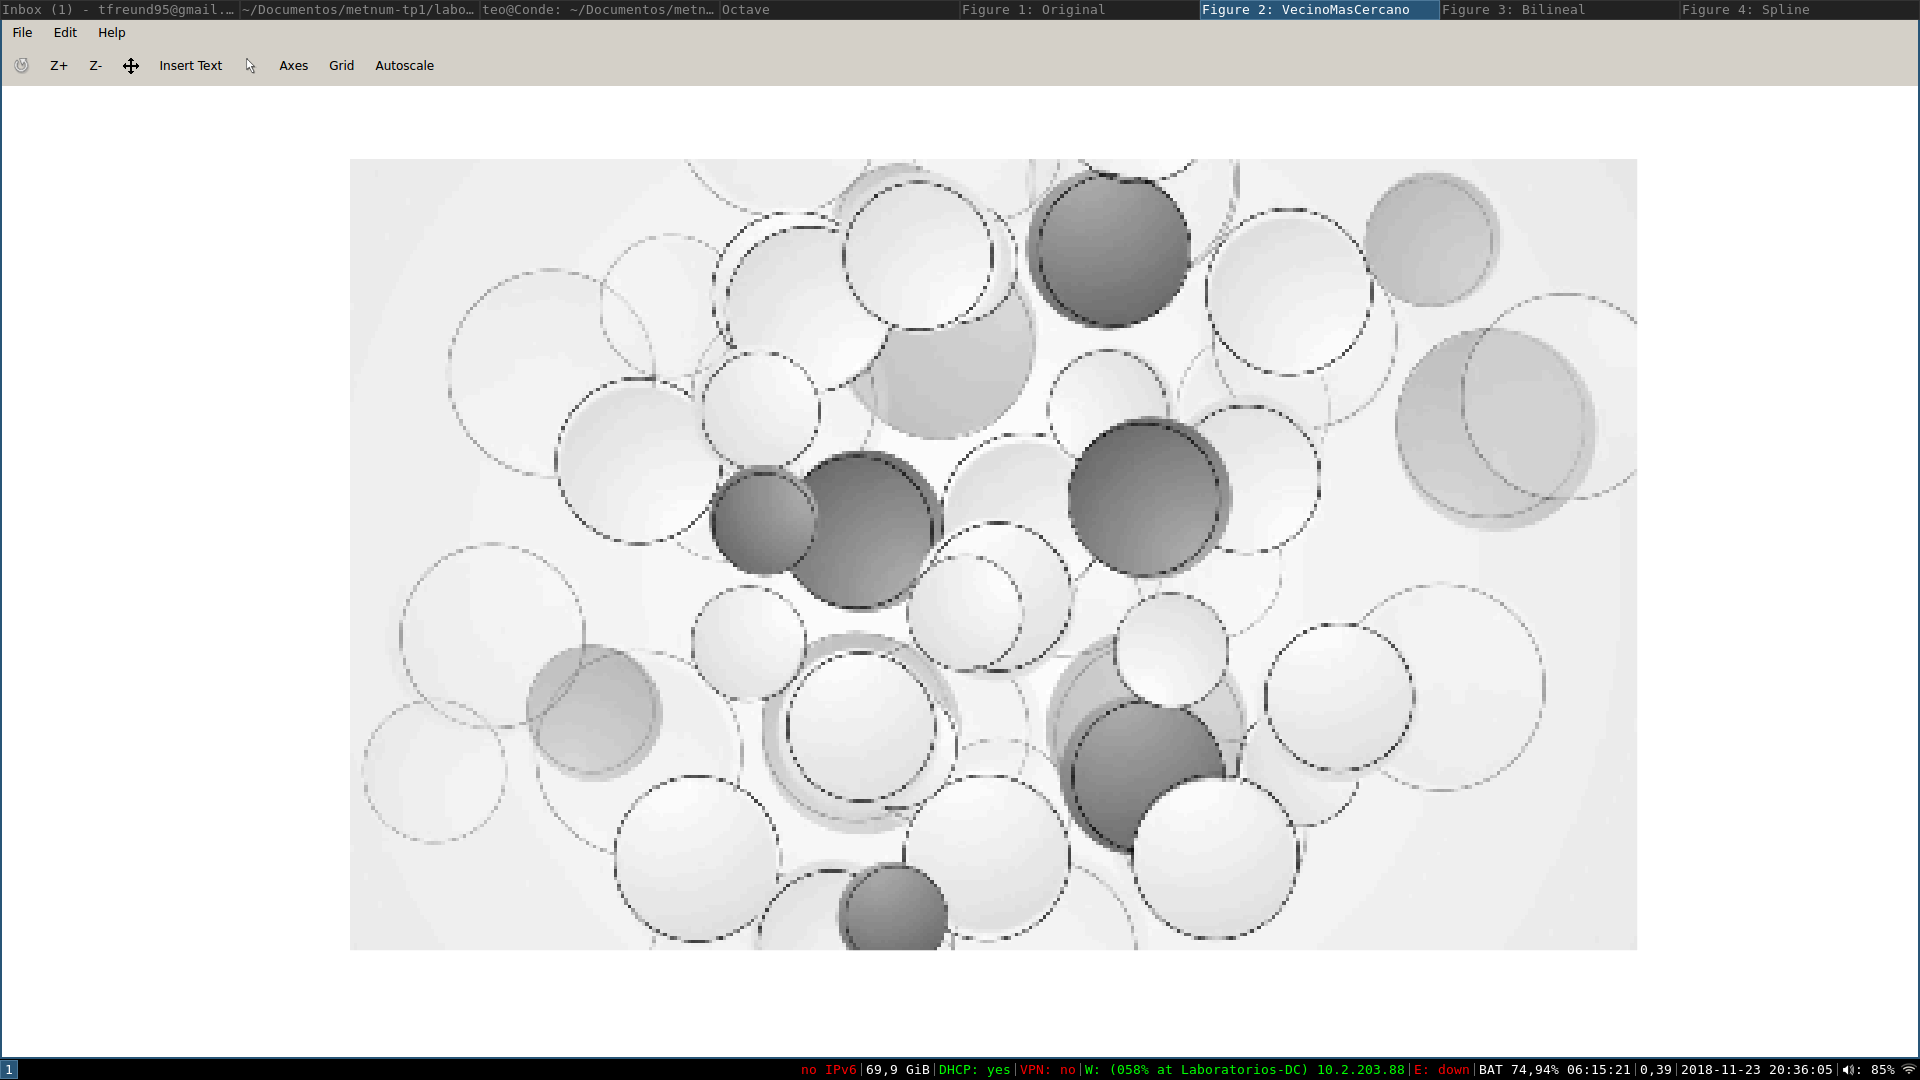 Inbox (1) - tfreund95@gmail.… ~/Documentos/metnum-tp1/labo… teo@Conde: ~/Documentos/metn… Octave Figure 1: Original Figure 2: VecinoMasCercano Figure 3: Bilineal Figure 4: Spline
File Edit Help
Z+ Z- Insert Text Axes Grid Autoscale
1 no IPv6|69,9 GiB|DHCP: yes|VPN: no|W: (058% at Laboratorios-DC) 10.2.203.88|E: down|BAT 74,94% 06:15:21|0,39|2018-11-23 20:36:05| : 85%